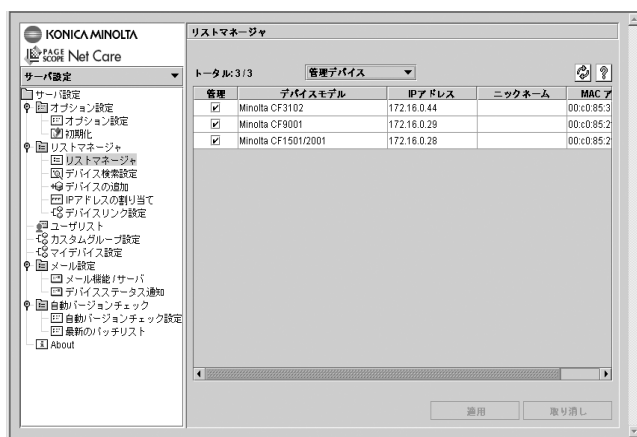 KONICA MINOLTA
PAGE SCOPE Net Care
サーバ設定
サーバ設定
オプション設定
オプション設定
初期化
リストマネージャ
リストマネージャ
デバイス検索設定
デバイスの追加
IPアドレスの割り当て
デバイスリンク設定
ユーザリスト
カスタムグループ設定
マイデバイス設定
メール設定
メール機能/サーバ
デバイスステータス通知
自動バージョンチェック
自動バージョンチェック設定
最新のパッチリスト
About
リストマネージャ
トータル:3/3 管理デバイス
管理 デバイスモデル IPアドレス ニックネーム MAC ア
Minolta CF3102 172.16.0.44 00:c0:85:3
Minolta CF9001 172.16.0.29 00:c0:85:2
Minolta CF1501/2001 172.16.0.28 00:c0:85:2
適用 取り消し